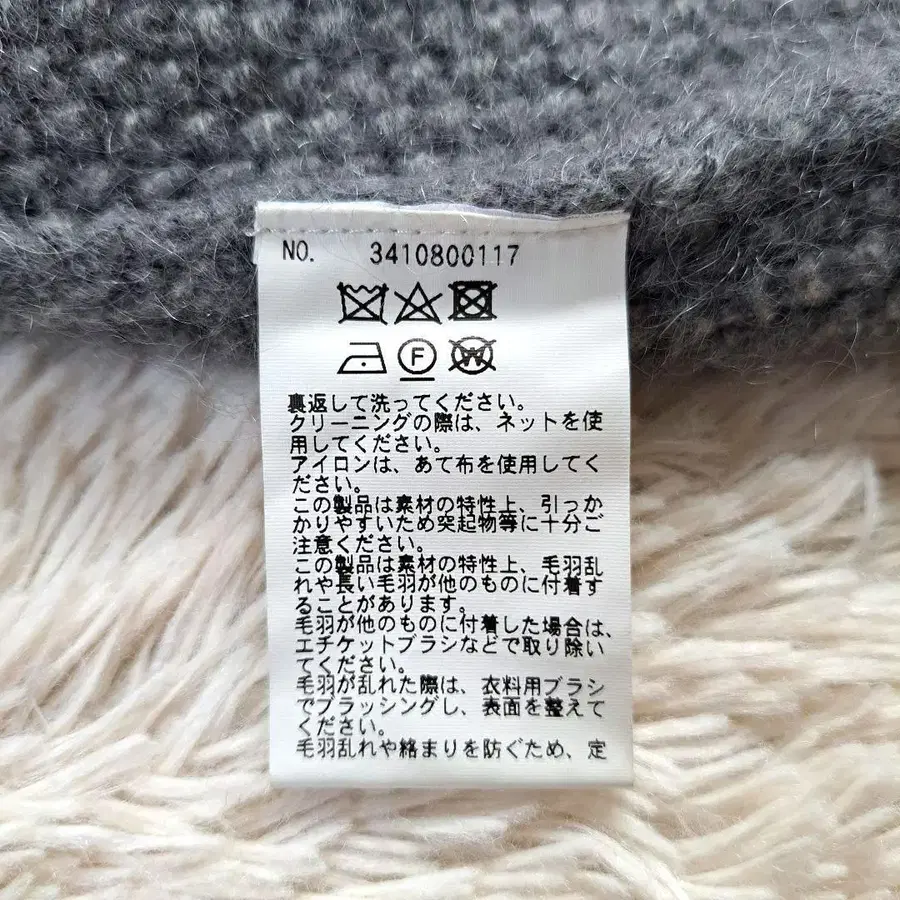 NO. 3410800117
F W
裏返して洗ってください。
クリーニングの際は、ネットを使
用してください。
アイロンは、あて布を使用してく
ださい。
この製品は素材の特性上、引っか
かりやすいため突起物等に十分ご
注意ください。
この製品は素材の特性上、毛羽乱
れや長い毛羽が他のものに付着す
ることがあります。
毛羽が他のものに付着した場合は、
エチケットブラシなどで取り除い
てください。
毛羽が乱れた際は、衣料用ブラシ
でブラッシングし、表面を整えて
ください。
毛羽乱れや絡まりを防ぐため、定